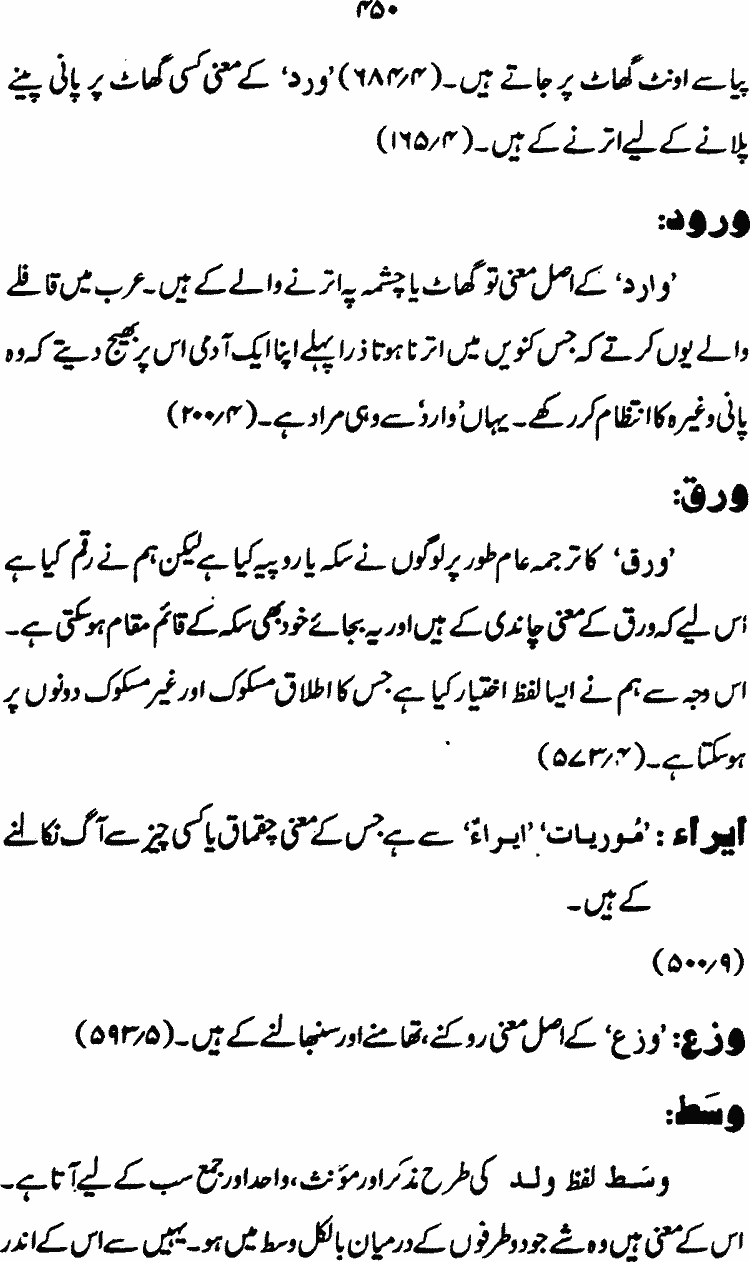 ۴۵۰
پیاسے اونٹ گھاٹ پر جاتے ہیں۔(۶۸۴/۴)’ورد‘ کے معنی کسی گھاٹ پر پانی پینے
پلانے کے لیے اترنے کے ہیں۔(۱۶۵/۴)
ورود:
’وارد‘ کے اصل معنی تو گھاٹ یا چشمہ پہ اترنے والے کے ہیں۔عرب میں قافلے
والے یوں کرتے کہ جس کنویں میں اترنا ہوتا ذرا پہلے اپنا ایک آدمی اس پر بھیج دیتے کہ وہ
پانی وغیرہ کا انتظام کر رکھے۔ یہاں ’وارد‘ سے وہی مراد ہے۔(۲۰۰/۴)
ورق:
’ورق‘ کا ترجمہ عام طور پر لوگوں نے سکہ یا روپیہ کیا ہے لیکن ہم نے رقم کیا ہے
اس لیے کہ ورق کے معنی چاندی کے ہیں اور یہ بجائے خود بھی سکہ کے قائم مقام ہوسکتی ہے۔
اس وجہ سے ہم نے ایسا لفظ اختیار کیا ہے جس کا اطلاق مسکوک اور غیر مسکوک دونوں پر
ہوسکتا ہے۔(۵۷۳/۴)
ایراء : ’مُوریات‘ ’ایراءٌ‘ سے ہے جس کے معنی چقماق یا کسی چیز سے آگ نکالنے
کے ہیں۔
(۵۰۰/۹)
وزع: ’وزع‘ کے اصل معنی روکنے، تھامنے اور سنبھالنے کے ہیں۔(۵۹۳/۵)
وسَط:
وسَط لفظ ولد کی طرح مذکر اور مؤنث، واحد اور جمع سب کے لیے آتا ہے۔
اس کے معنی ہیں وہ شے جو دو طرفوں کے درمیان بالکل وسط میں ہو۔ یہیں سے اس کے اندر